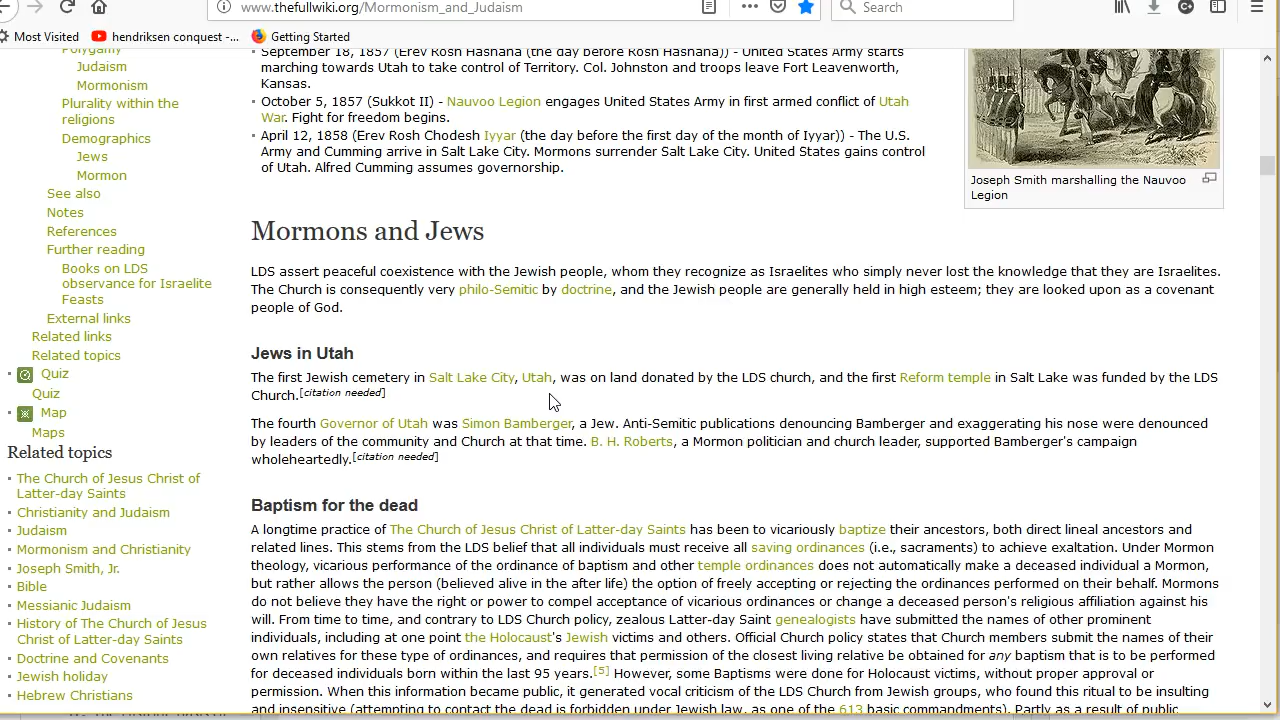 www.thefullwiki.org/Mormonism_and_Judaism
Search
Most Visited
hendriksen conquest -...
Getting Started
Polygamy
Judaism
Mormonism
Plurality within the
religions
Demographics
Jews
Mormon
See also
Notes
References
Further reading
Books on LDS
observance for Israelite
Feasts
External links
Related links
Related topics
Quiz
Quiz
Map
Maps
Related topics
The Church of Jesus Christ of
Latter-day Saints
Christianity and Judaism
Judaism
Mormonism and Christianity
Joseph Smith, Jr.
Bible
Messianic Judaism
History of The Church of Jesus
Christ of Latter-day Saints
Doctrine and Covenants
Jewish holiday
Hebrew Christians
September 18, 1857 (Erev Rosh Hashana (the day before Rosh Hashana)) - United States Army starts
marching towards Utah to take control of Territory. Col. Johnston and troops leave Fort Leavenworth,
Kansas.
October 5, 1857 (Sukkot II) - Nauvoo Legion engages United States Army in first armed conflict of Utah
War. Fight for freedom begins.
April 12, 1858 (Erev Rosh Chodesh Iyyar (the day before the first day of the month of Iyyar)) - The U.S.
Army and Cumming arrive in Salt Lake City. Mormons surrender Salt Lake City. United States gains control
of Utah. Alfred Cumming assumes governorship.
Joseph Smith marshalling the Nauvoo
Legion
Mormons and Jews
LDS assert peaceful coexistence with the Jewish people, whom they recognize as Israelites who simply never lost the knowledge that they are Israelites.
The Church is consequently very philo-Semitic by doctrine, and the Jewish people are generally held in high esteem; they are looked upon as a covenant
people of God.
Jews in Utah
The first Jewish cemetery in Salt Lake City, Utah, was on land donated by the LDS church, and the first Reform temple in Salt Lake was funded by the LDS
Church.[citation needed]
The fourth Governor of Utah was Simon Bamberger, a Jew. Anti-Semitic publications denouncing Bamberger and exaggerating his nose were denounced
by leaders of the community and Church at that time. B. H. Roberts, a Mormon politician and church leader, supported Bamberger's campaign
wholeheartedly.[citation needed]
Baptism for the dead
A longtime practice of The Church of Jesus Christ of Latter-day Saints has been to vicariously baptize their ancestors, both direct lineal ancestors and
related lines. This stems from the LDS belief that all individuals must receive all saving ordinances (i.e., sacraments) to achieve exaltation. Under Mormon
theology, vicarious performance of the ordinance of baptism and other temple ordinances does not automatically make a deceased individual a Mormon,
but rather allows the person (believed alive in the after life) the option of freely accepting or rejecting the ordinances performed on their behalf. Mormons
do not believe they have the right or power to compel acceptance of vicarious ordinances or change a deceased person's religious affiliation against his
will. From time to time, and contrary to LDS Church policy, zealous Latter-day Saint genealogists have submitted the names of other prominent
individuals, including at one point the Holocaust's Jewish victims and others. Official Church policy states that Church members submit the names of their
own relatives for these type of ordinances, and requires that permission of the closest living relative be obtained for any baptism that is to be performed
for deceased individuals born within the last 95 years.[5] However, some Baptisms were done for Holocaust victims, without proper approval or
permission. When this information became public, it generated vocal criticism of the LDS Church from Jewish groups, who found this ritual to be insulting
and insensitive (attempting to contact the dead is forbidden under Jewish law, as one of the 613 basic commandments). Partly as a result of public